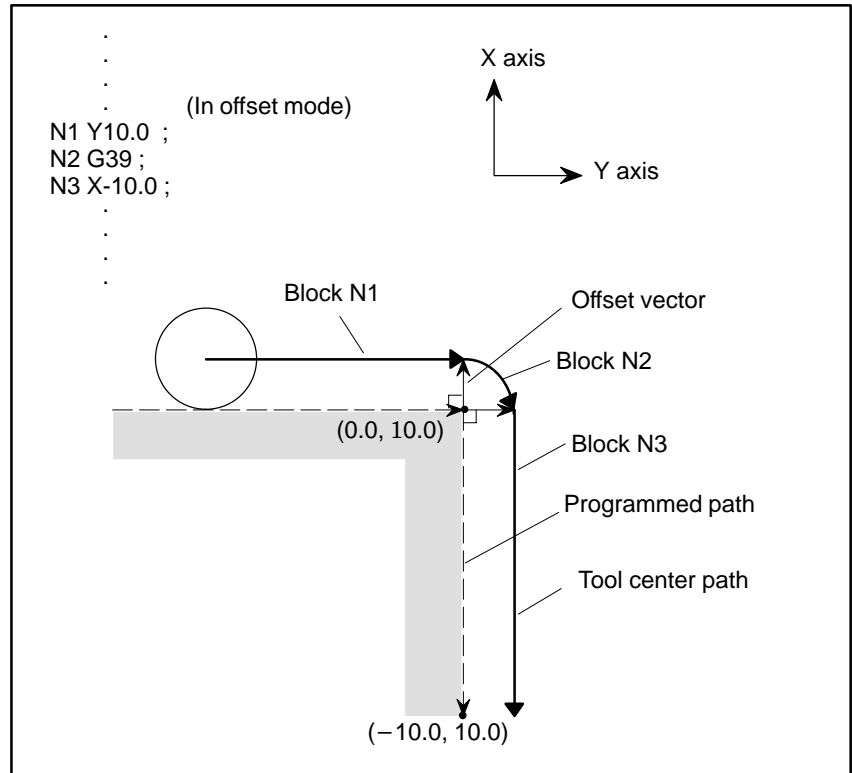 .
.
.
.
(In offset mode)
N1 Y10.0 ;
N2 G39 ;
N3 X-10.0 ;
.
.
.
.
X axis
Y axis
Block N1
Offset vector
Block N2
(0.0, 10.0)
Block N3
Programmed path
Tool center path
(−10.0, 10.0)